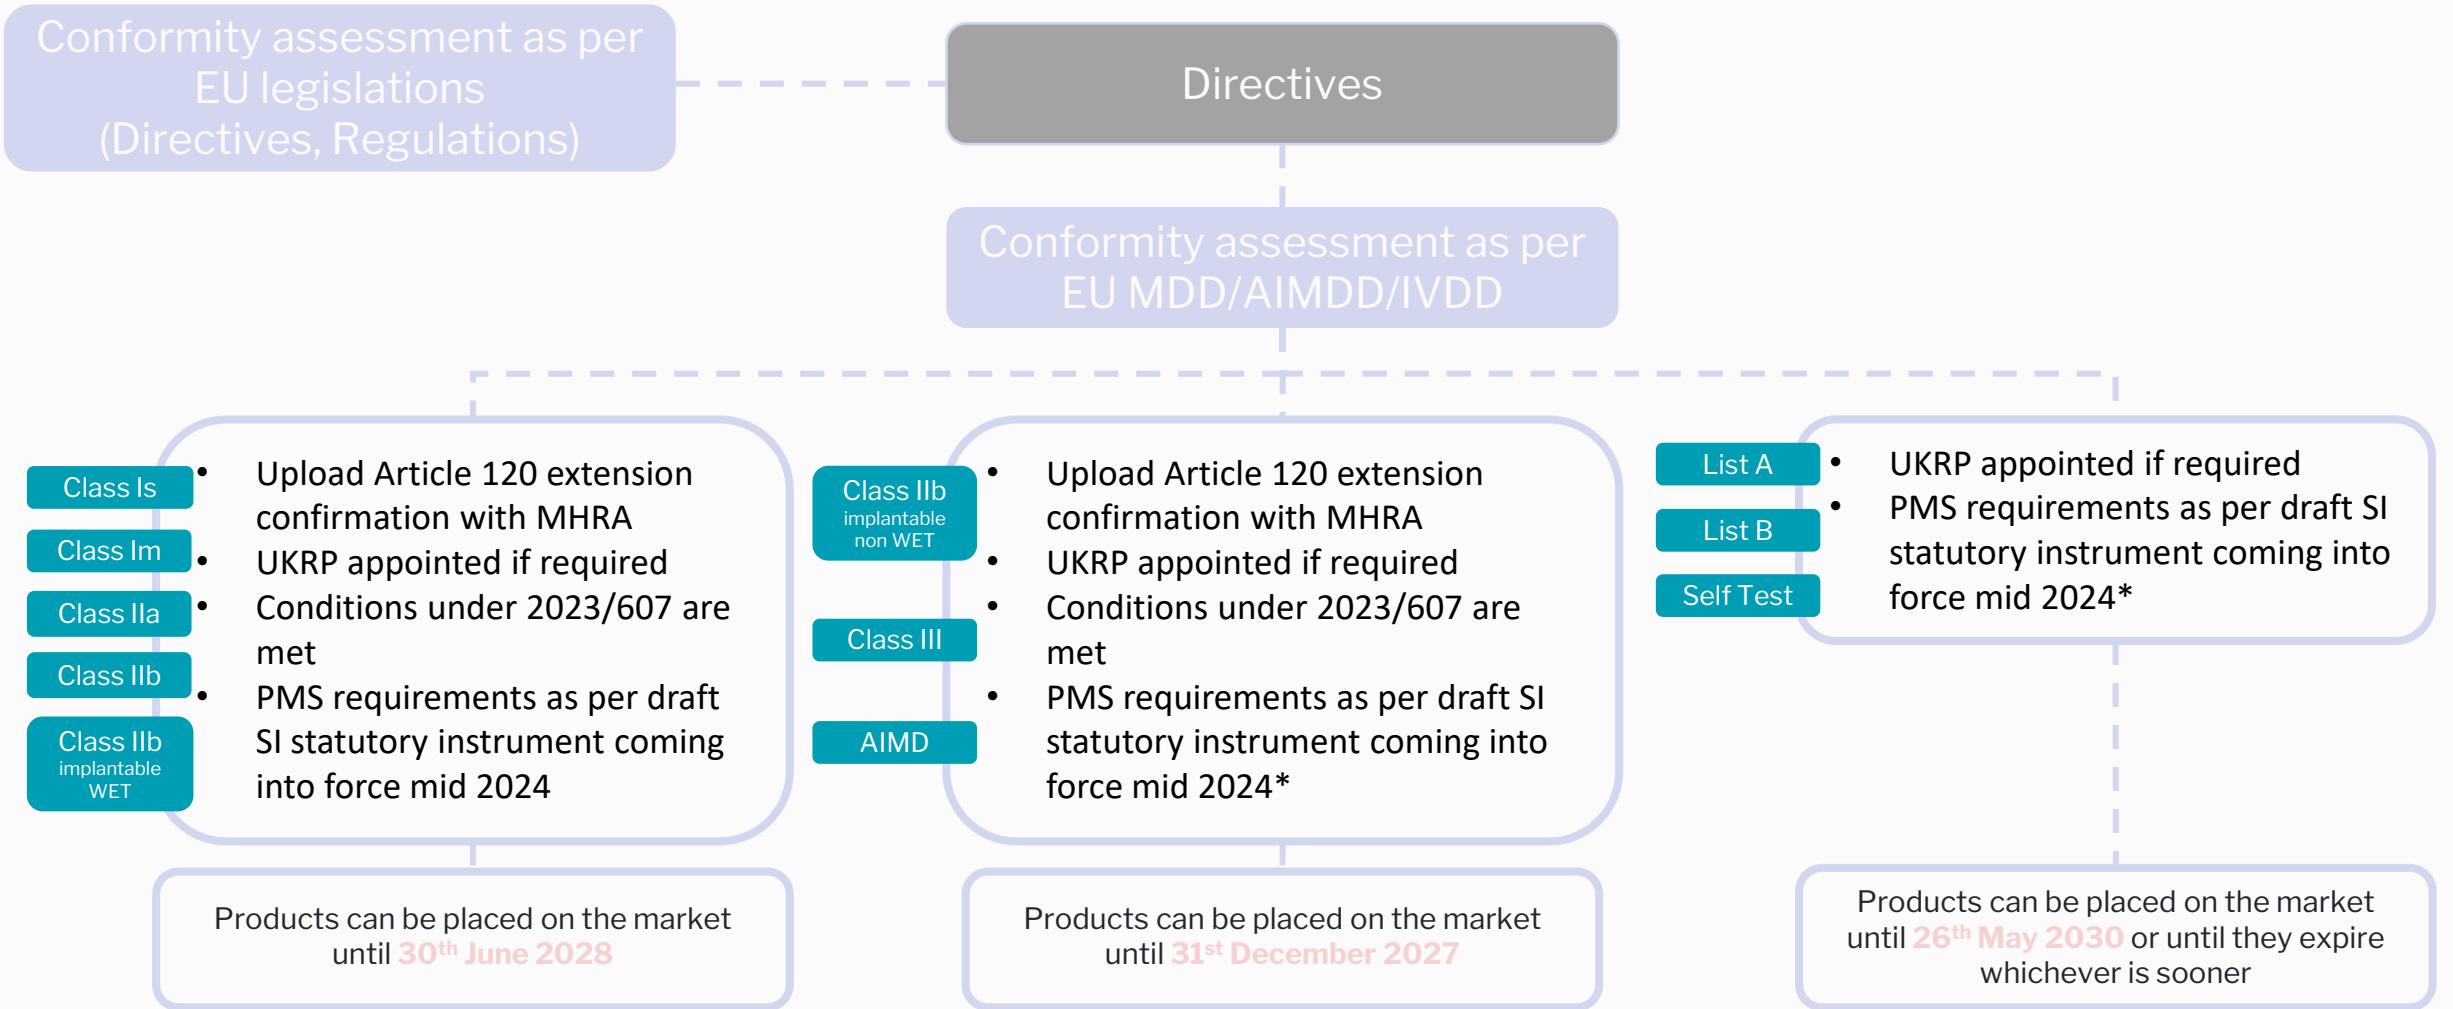 Conformity assessment as per
EU legislations
(Directives, Regulations)
Directives
Conformity assessment as per
EU MDD/AIMDD/IVDD
Class Is
Class Im
Class IIa
Class IIb
Class IIb
implantable
WET
• Upload Article 120 extension
confirmation with MHRA
• UKRP appointed if required
• Conditions under 2023/607 are
met
• PMS requirements as per draft
SI statutory instrument coming
into force mid 2024
Products can be placed on the market
until 30th June 2028
Class IIb
implantable
non WET
Class III
AIMD
• Upload Article 120 extension
confirmation with MHRA
• UKRP appointed if required
• Conditions under 2023/607 are
met
• PMS requirements as per draft SI
statutory instrument coming into
force mid 2024*
Products can be placed on the market
until 31st December 2027
List A
List B
Self Test
• UKRP appointed if required
• PMS requirements as per draft SI
statutory instrument coming into
force mid 2024*
Products can be placed on the market
until 26th May 2030 or until they expire
whichever is sooner